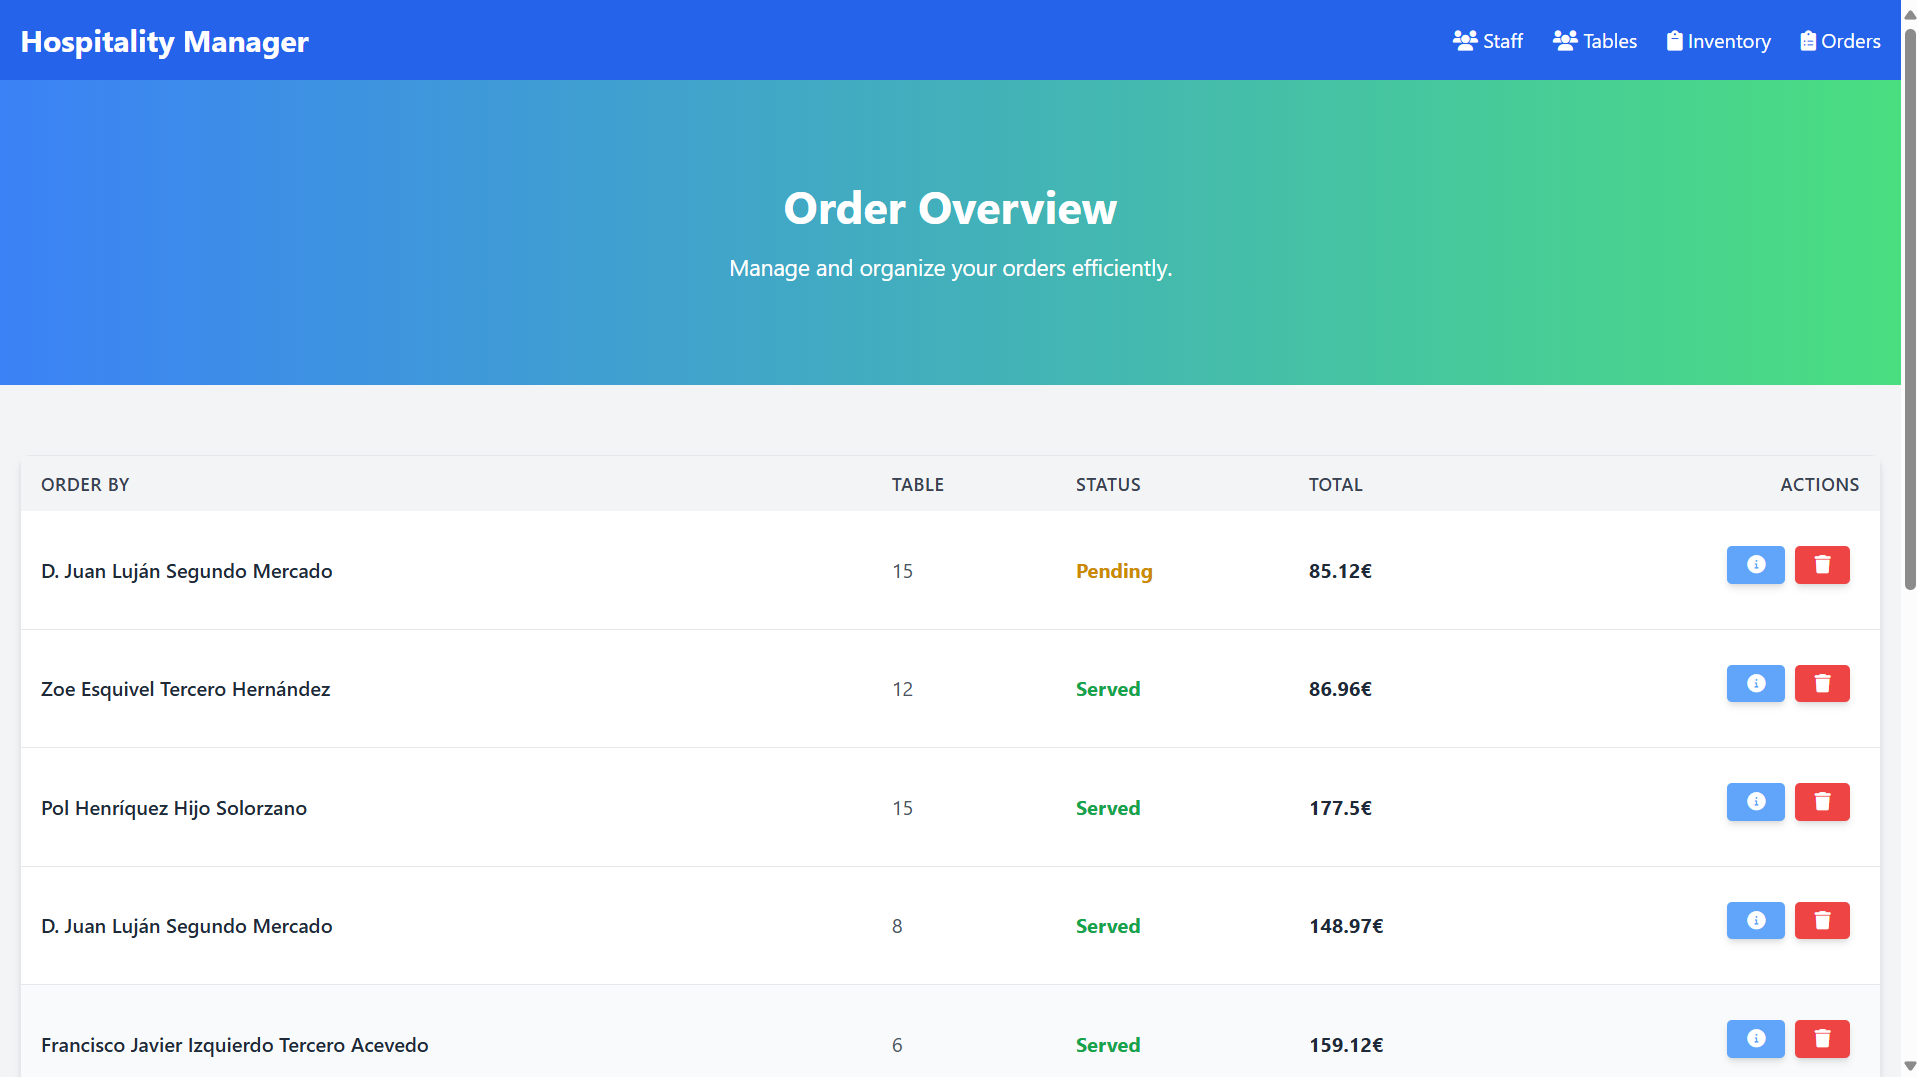 Hospitality Manager
Staff Tables Inventory Orders
Order Overview
Manage and organize your orders efficiently.
ORDER BY TABLE STATUS TOTAL ACTIONS
D. Juan Luján Segundo Mercado 15 Pending 85.12€
Zoe Esquivel Tercero Hernández 12 Served 86.96€
Pol Henríquez Hijo Solorzano 15 Served 177.5€
D. Juan Luján Segundo Mercado 8 Served 148.97€
Francisco Javier Izquierdo Tercero Acevedo 6 Served 159.12€